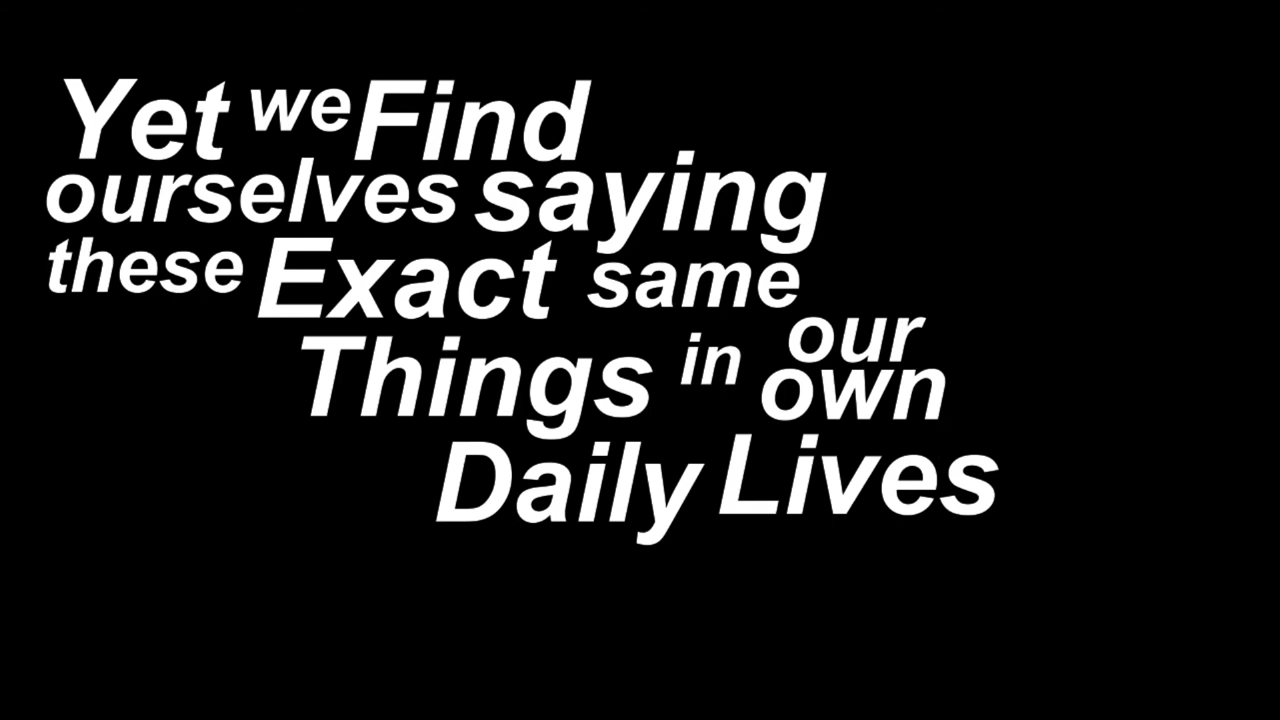 Yet we Find
ourselves saying
these Exact same
Things in our
own
Daily Lives